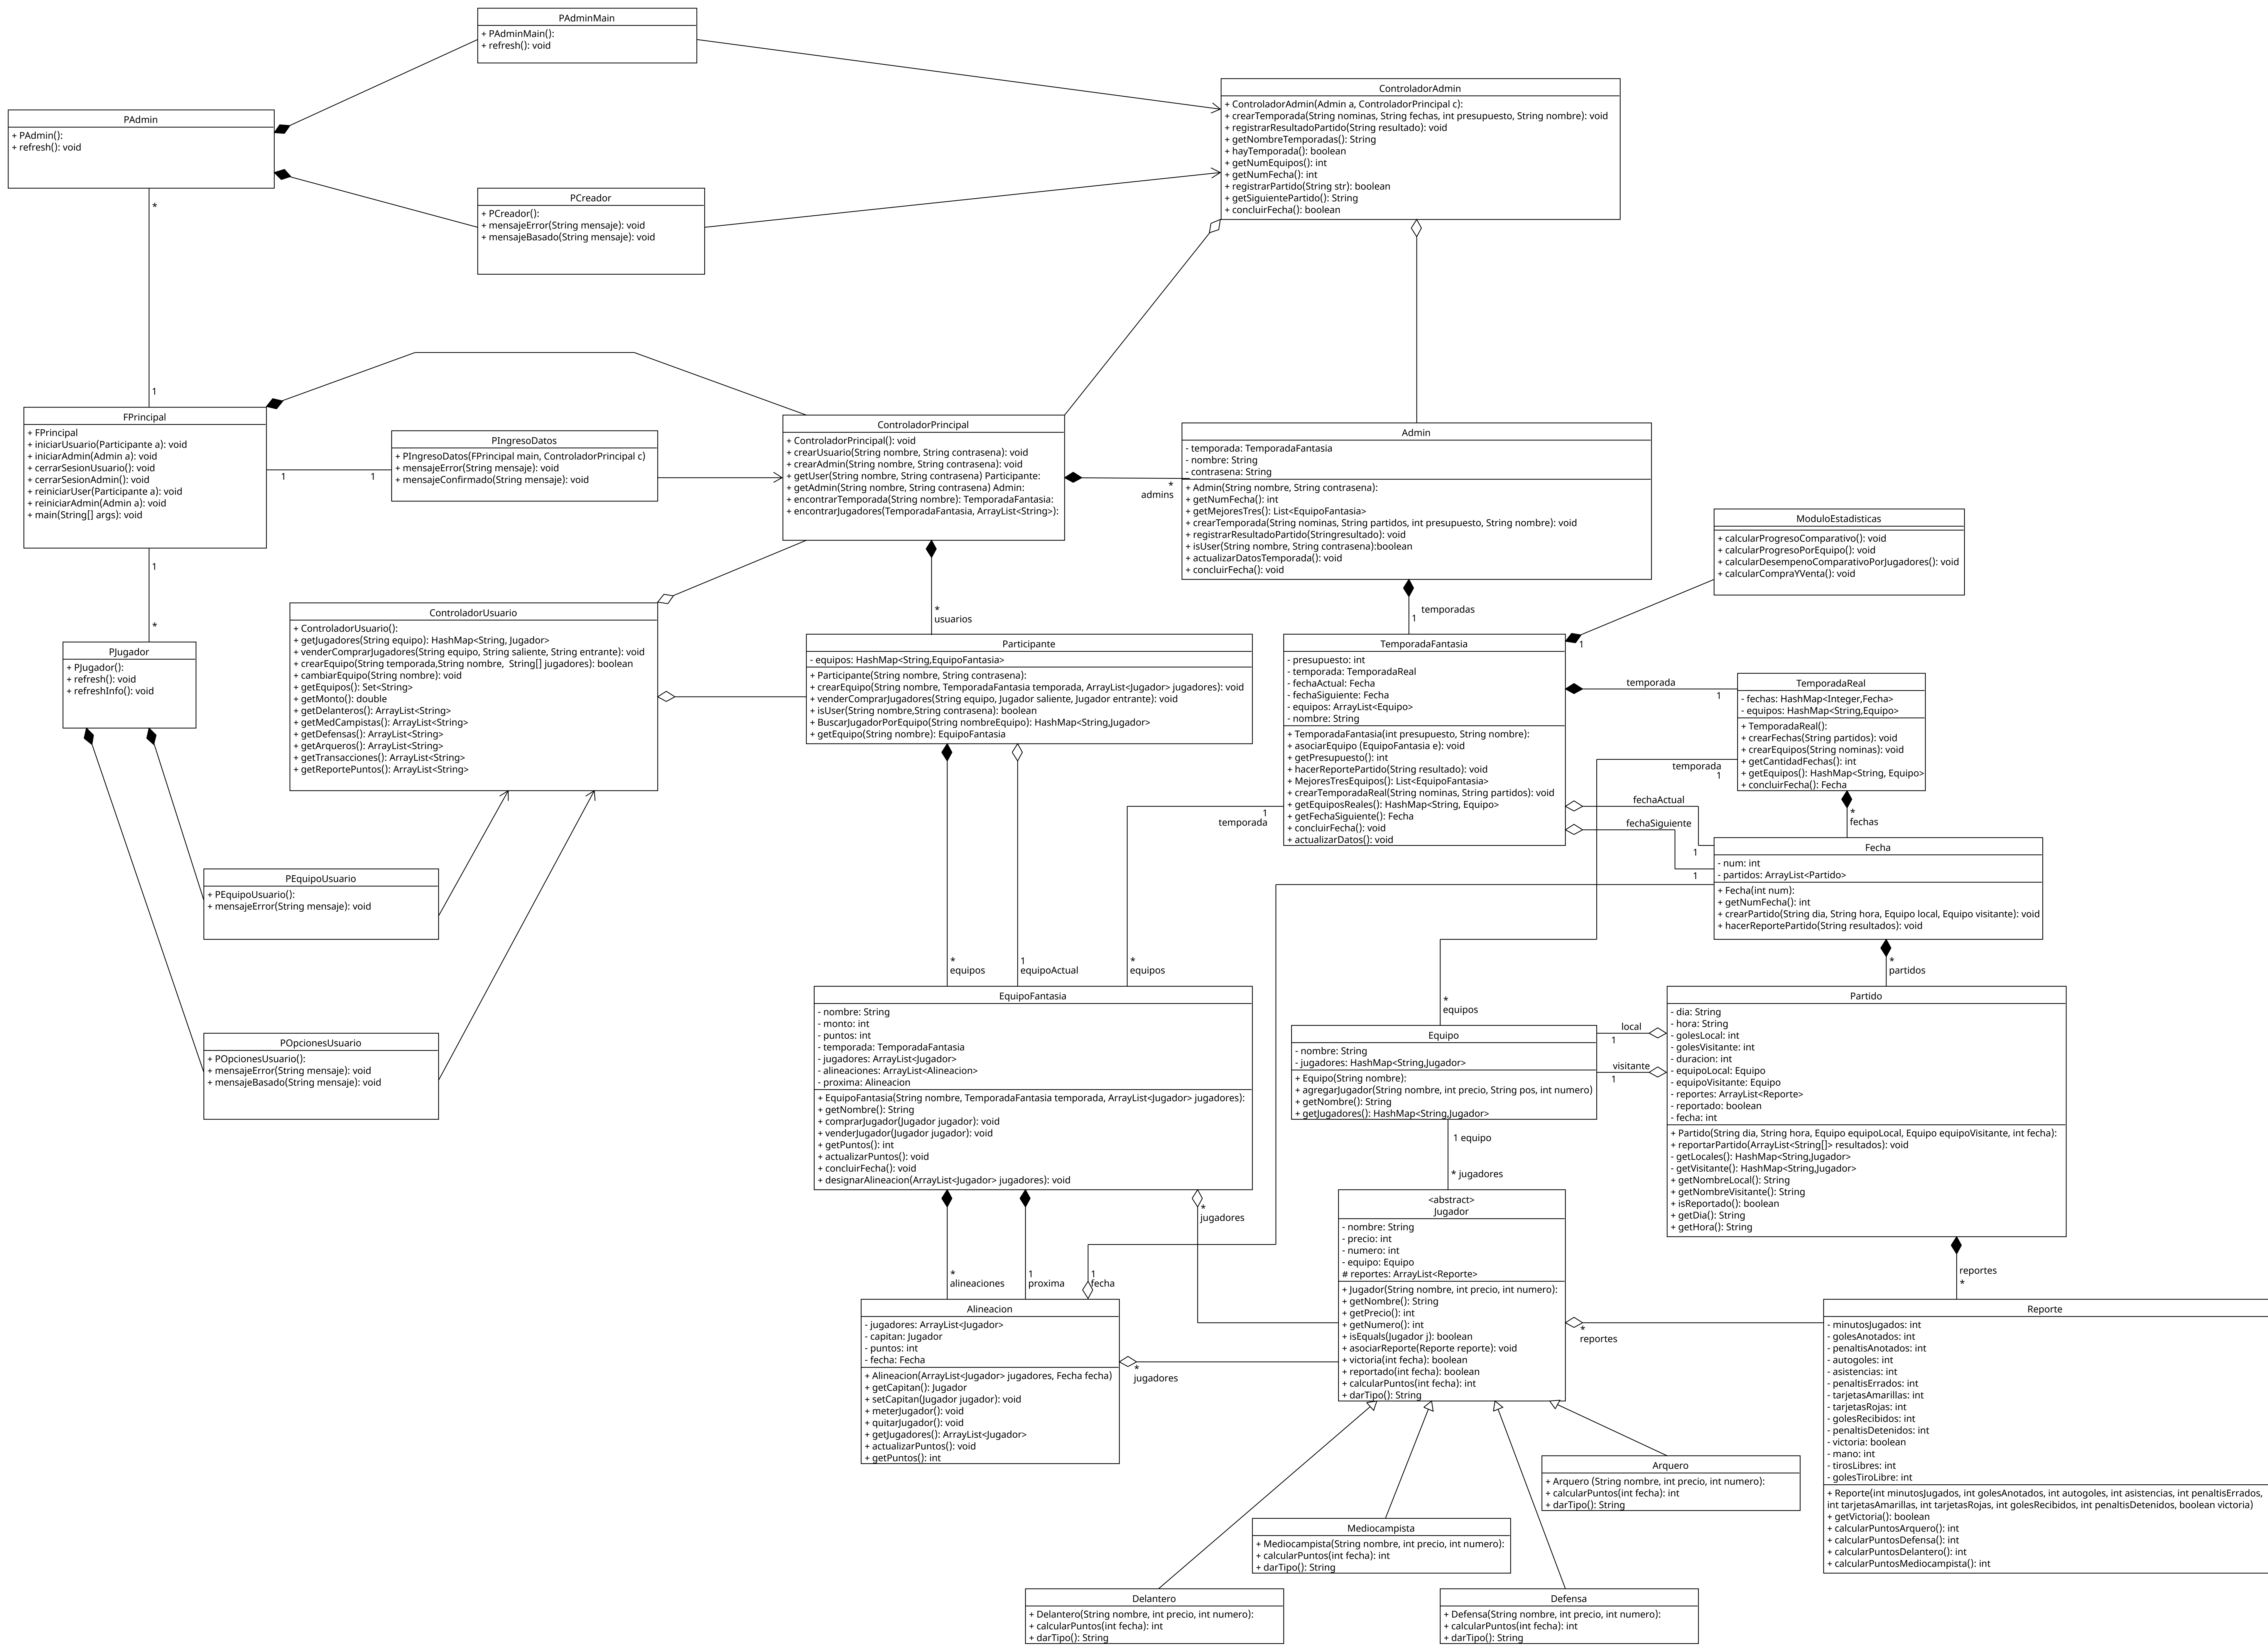 PAdminMain
+ PAdminMain():
+ refresh(): void
ControladorAdmin
+ ControladorAdmin(Admin a, ControladorPrincipal c):
+ crearTemporada(String nominas, String fechas, int presupuesto, String nombre): void
+ registrarResultadoPartido(String resultado): void
+ getNombreTemporadas(): String
+ hayTemporada(): boolean
+ getNumEquipos(): int
+ getNumFecha(): int
+ registrarPartido(String str): boolean
+ getSiguientePartido(): String
+ concluirFecha(): boolean
PAdmin
+ PAdmin():
+ refresh(): void
PCreador
+ PCreador():
+ mensajeError(String mensaje): void
+ mensajeBasado(String mensaje): void
*
1
FPrincipal
+ FPrincipal
+ iniciarUsuario(Participante a): void
+ iniciarAdmin(Admin a): void
+ cerrarSesionUsuario(): void
+ cerrarSesionAdmin(): void
+ reiniciarUser(Participante a): void
+ reiniciarAdmin(Admin a): void
+ main(String[] args): void
1
1
PIngresoDatos
+ PIngresoDatos(FPrincipal main, ControladorPrincipal c)
+ mensajeError(String mensaje): void
+ mensajeConfirmado(String mensaje): void
ControladorPrincipal
+ ControladorPrincipal(): void
+ crearUsuario(String nombre, String contrasena): void
+ crearAdmin(String nombre, String contrasena): void
+ getUser(String nombre, String contrasena) Participante:
+ getAdmin(String nombre, String contrasena) Admin:
+ encontrarTemporada(String nombre): TemporadaFantasia:
+ encontrarJugadores(TemporadaFantasia, ArrayList<String>):
*
admins
Admin
- temporada: TemporadaFantasia
- nombre: String
- contrasena: String
+ Admin(String nombre, String contrasena):
+ getNumFecha(): int
+ getMejoresTres(): List<EquipoFantasia>
+ crearTemporada(String nominas, String partidos, int presupuesto, String nombre): void
+ registrarResultadoPartido(Stringresultado): void
+ isUser(String nombre, String contrasena):boolean
+ actualizarDatosTemporada(): void
+ concluirFecha(): void
ModuloEstadisticas
+ calcularProgresoComparativo(): void
+ calcularProgresoPorEquipo(): void
+ calcularDesempenoComparativoPorJugadores(): void
+ calcularCompraYVenta(): void
1
*
PJugador
+ PJugador():
+ refresh(): void
+ refreshInfo(): void
ControladorUsuario
+ ControladorUsuario():
+ getJugadores(String equipo): HashMap<String, Jugador>
+ venderComprarJugadores(String equipo, String saliente, String entrante): void
+ crearEquipo(String temporada,String nombre,  String[] jugadores): boolean
+ cambiarEquipo(String nombre): void
+ getEquipos(): Set<String>
+ getMonto(): double
+ getDelanteros(): ArrayList<String>
+ getMedCampistas(): ArrayList<String>
+ getDefensas(): ArrayList<String>
+ getArqueros(): ArrayList<String>
+ getTransacciones(): ArrayList<String>
+ getReportePuntos(): ArrayList<String>
*
usuarios
Participante
- equipos: HashMap<String,EquipoFantasia>
+ Participante(String nombre, String contrasena):
+ crearEquipo(String nombre, TemporadaFantasia temporada, ArrayList<Jugador> jugadores): void
+ venderComprarJugadores(String equipo, Jugador saliente, Jugador entrante): void
+ isUser(String nombre,String contrasena): boolean
+ BuscarJugadorPorEquipo(String nombreEquipo): HashMap<String,Jugador>
+ getEquipo(String nombre): EquipoFantasia
temporadas
1
TemporadaFantasia
- presupuesto: int
- temporada: TemporadaReal
- fechaActual: Fecha
- fechaSiguiente: Fecha
- equipos: ArrayList<Equipo>
- nombre: String
+ TemporadaFantasia(int presupuesto, String nombre):
+ asociarEquipo (EquipoFantasia e): void
+ getPresupuesto(): int
+ hacerReportePartido(String resultado): void
+ MejoresTresEquipos(): List<EquipoFantasia>
+ crearTemporadaReal(String nominas, String partidos): void
+ getEquiposReales(): HashMap<String, Equipo>
+ getFechaSiguiente(): Fecha
+ concluirFecha(): void
+ actualizarDatos(): void
1
temporada
1
TemporadaReal
- fechas: HashMap<Integer,Fecha>
- equipos: HashMap<String,Equipo>
+ TemporadaReal():
+ crearFechas(String partidos): void
+ crearEquipos(String nominas): void
+ getCantidadFechas(): int
+ getEquipos(): HashMap<String, Equipo>
+ concluirFecha(): Fecha
temporada
1
1
temporada
fechaActual
1
fechaSiguiente
1
*
fechas
Fecha
- num: int
- partidos: ArrayList<Partido>
+ Fecha(int num):
+ getNumFecha(): int
+ crearPartido(String dia, String hora, Equipo local, Equipo visitante): void
+ hacerReportePartido(String resultados): void
PEquipoUsuario
+ PEquipoUsuario():
+ mensajeError(String mensaje): void
POpcionesUsuario
+ POpcionesUsuario():
+ mensajeError(String mensaje): void
+ mensajeBasado(String mensaje): void
*
equipos
1
equipoActual
*
equipos
*
equipos
*
partidos
EquipoFantasia
- nombre: String
- monto: int
- puntos: int
- temporada: TemporadaFantasia
- jugadores: ArrayList<Jugador>
- alineaciones: ArrayList<Alineacion>
- proxima: Alineacion
+ EquipoFantasia(String nombre, TemporadaFantasia temporada, ArrayList<Jugador> jugadores):
+ getNombre(): String
+ comprarJugador(Jugador jugador): void
+ venderJugador(Jugador jugador): void
+ getPuntos(): int
+ actualizarPuntos(): void
+ concluirFecha(): void
+ designarAlineacion(ArrayList<Jugador> jugadores): void
Equipo
- nombre: String
- jugadores: HashMap<String,Jugador>
+ Equipo(String nombre):
+ agregarJugador(String nombre, int precio, String pos, int numero)
+ getNombre(): String
+ getJugadores(): HashMap<String,Jugador>
local
1
visitante
1
Partido
- dia: String
- hora: String
- golesLocal: int
- golesVisitante: int
- duracion: int
- equipoLocal: Equipo
- equipoVisitante: Equipo
- reportes: ArrayList<Reporte>
- reportado: boolean
- fecha: int
+ Partido(String dia, String hora, Equipo equipoLocal, Equipo equipoVisitante, int fecha):
+ reportarPartido(ArrayList<String[]> resultados): void
- getLocales(): HashMap<String,Jugador>
- getVisitante(): HashMap<String,Jugador>
+ getNombreLocal(): String
+ getNombreVisitante(): String
+ isReportado(): boolean
+ getDia(): String
+ getHora(): String
1 equipo
* jugadores
*
jugadores
<abstract>
Jugador
- nombre: String
- precio: int
- numero: int
- equipo: Equipo
# reportes: ArrayList<Reporte>
+ Jugador(String nombre, int precio, int numero):
+ getNombre(): String
+ getPrecio(): int
+ getNumero(): int
+ isEquals(Jugador j): boolean
+ asociarReporte(Reporte reporte): void
+ victoria(int fecha): boolean
+ reportado(int fecha): boolean
+ calcularPuntos(int fecha): int
+ darTipo(): String
*
alineaciones
1
proxima
1
fecha
reportes
*
Alineacion
- jugadores: ArrayList<Jugador>
- capitan: Jugador
- puntos: int
- fecha: Fecha
+ Alineacion(ArrayList<Jugador> jugadores, Fecha fecha)
+ getCapitan(): Jugador
+ setCapitan(Jugador jugador): void
+ meterJugador(): void
+ quitarJugador(): void
+ getJugadores(): ArrayList<Jugador>
+ actualizarPuntos(): void
+ getPuntos(): int
*
jugadores
*
reportes
Reporte
- minutosJugados: int
- golesAnotados: int
- penaltisAnotados: int
- autogoles: int
- asistencias: int
- penaltisErrados: int
- tarjetasAmarillas: int
- tarjetasRojas: int
- golesRecibidos: int
- penaltisDetenidos: int
- victoria: boolean
- mano: int
- tirosLibres: int
- golesTiroLibre: int
+ Reporte(int minutosJugados, int golesAnotados, int autogoles, int asistencias, int penaltisErrados,
int tarjetasAmarillas, int tarjetasRojas, int golesRecibidos, int penaltisDetenidos, boolean victoria)
+ getVictoria(): boolean
+ calcularPuntosArquero(): int
+ calcularPuntosDefensa(): int
+ calcularPuntosDelantero(): int
+ calcularPuntosMediocampista(): int
Arquero
+ Arquero (String nombre, int precio, int numero):
+ calcularPuntos(int fecha): int
+ darTipo(): String
Mediocampista
+ Mediocampista(String nombre, int precio, int numero):
+ calcularPuntos(int fecha): int
+ darTipo(): String
Delantero
+ Delantero(String nombre, int precio, int numero):
+ calcularPuntos(int fecha): int
+ darTipo(): String
Defensa
+ Defensa(String nombre, int precio, int numero):
+ calcularPuntos(int fecha): int
+ darTipo(): String